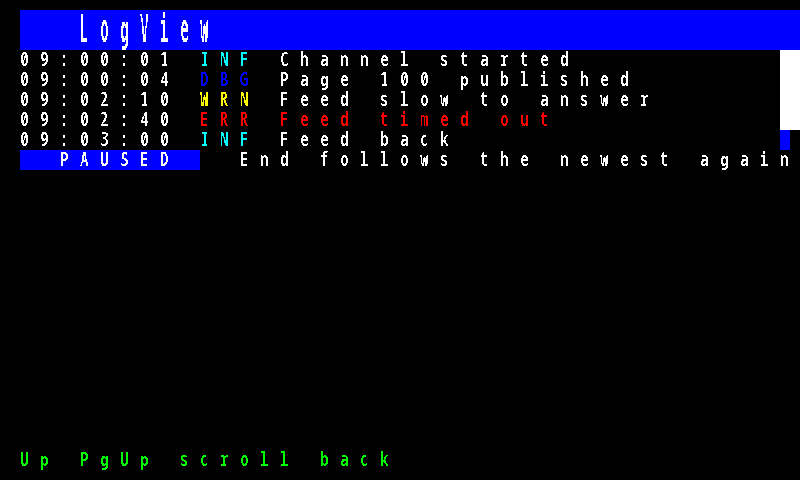 LogView
09:00:01 INF Channel started
09:00:04 DBG Page 100 published
09:02:10 WRN Feed slow to answer
09:02:40 ERR Feed timed out
09:03:00 INF Feed back
PAUSED End follows the newest again
Up PgUp scroll back